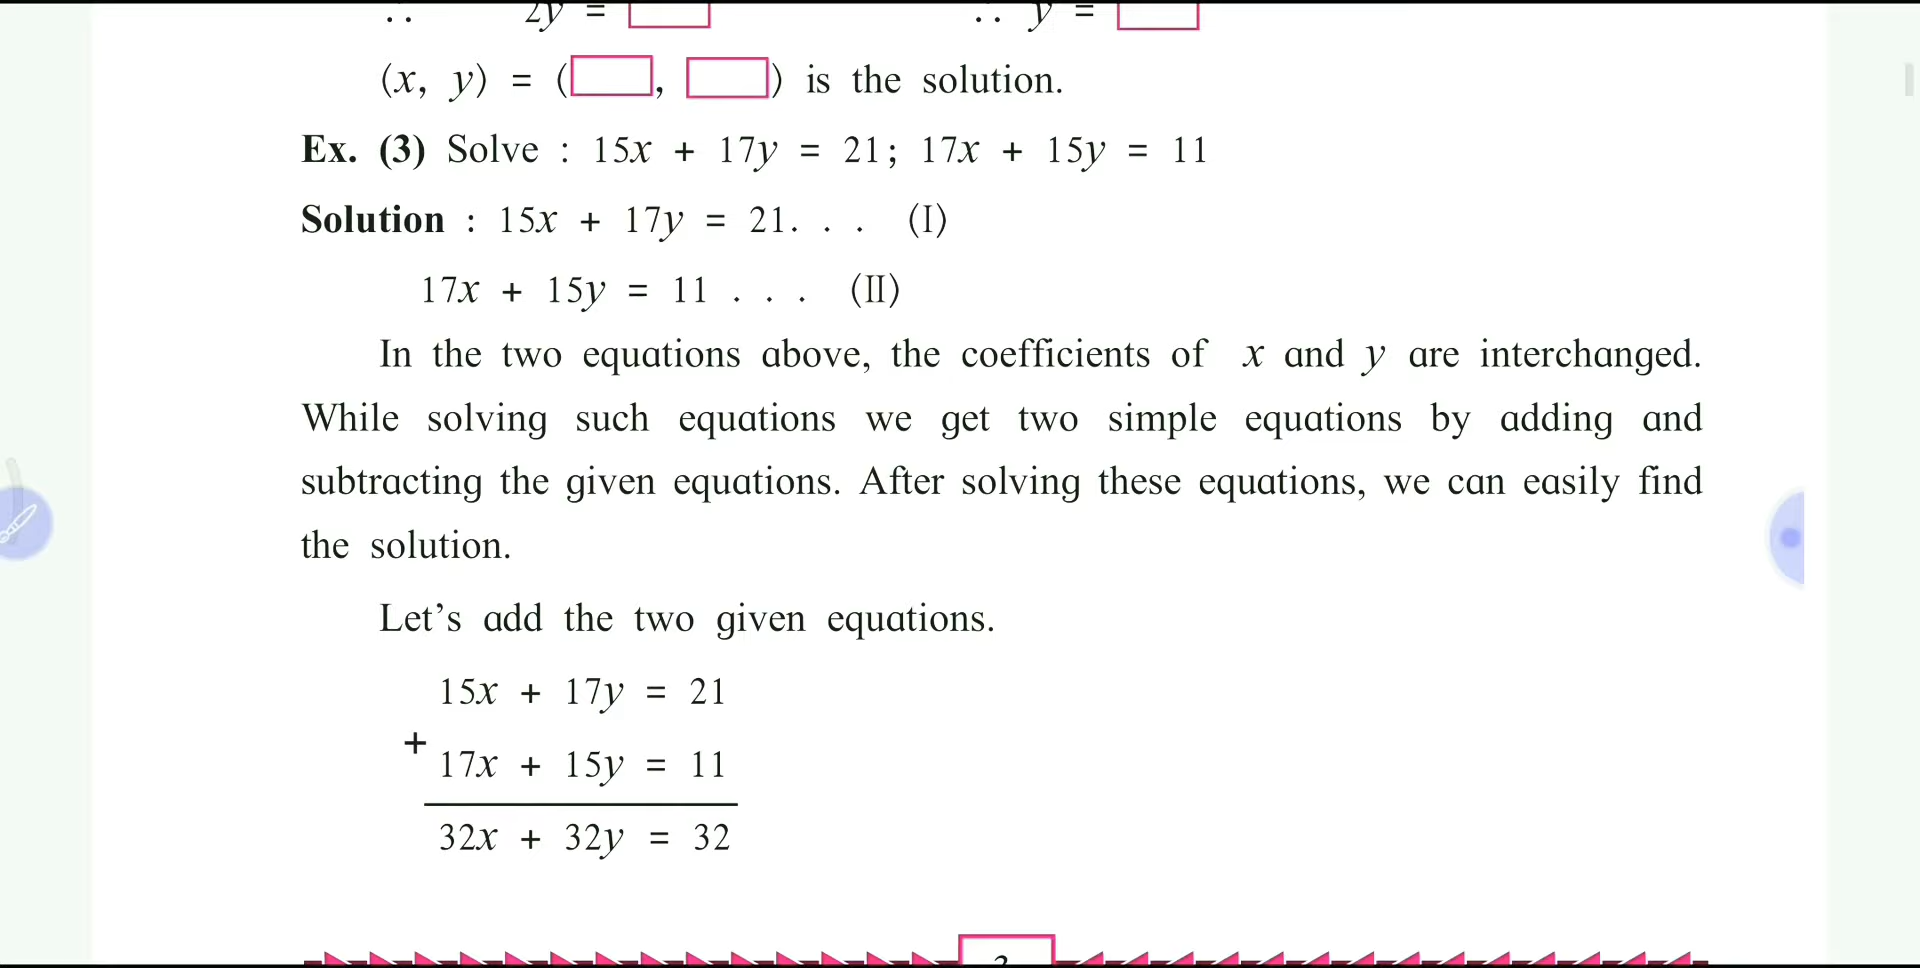 ∴ 2y = ∴ y =
(x, y) = ( , ) is the solution.
Ex. (3) Solve : 15x + 17y = 21; 17x + 15y = 11
Solution : 15x + 17y = 21. . . (I)
17x + 15y = 11 . . . (II)
In the two equations above, the coefficients of x and y are interchanged.
While solving such equations we get two simple equations by adding and
subtracting the given equations. After solving these equations, we can easily find
the solution.
Let’s add the two given equations.
15x + 17y = 21
+
17x + 15y = 11
32x + 32y = 32